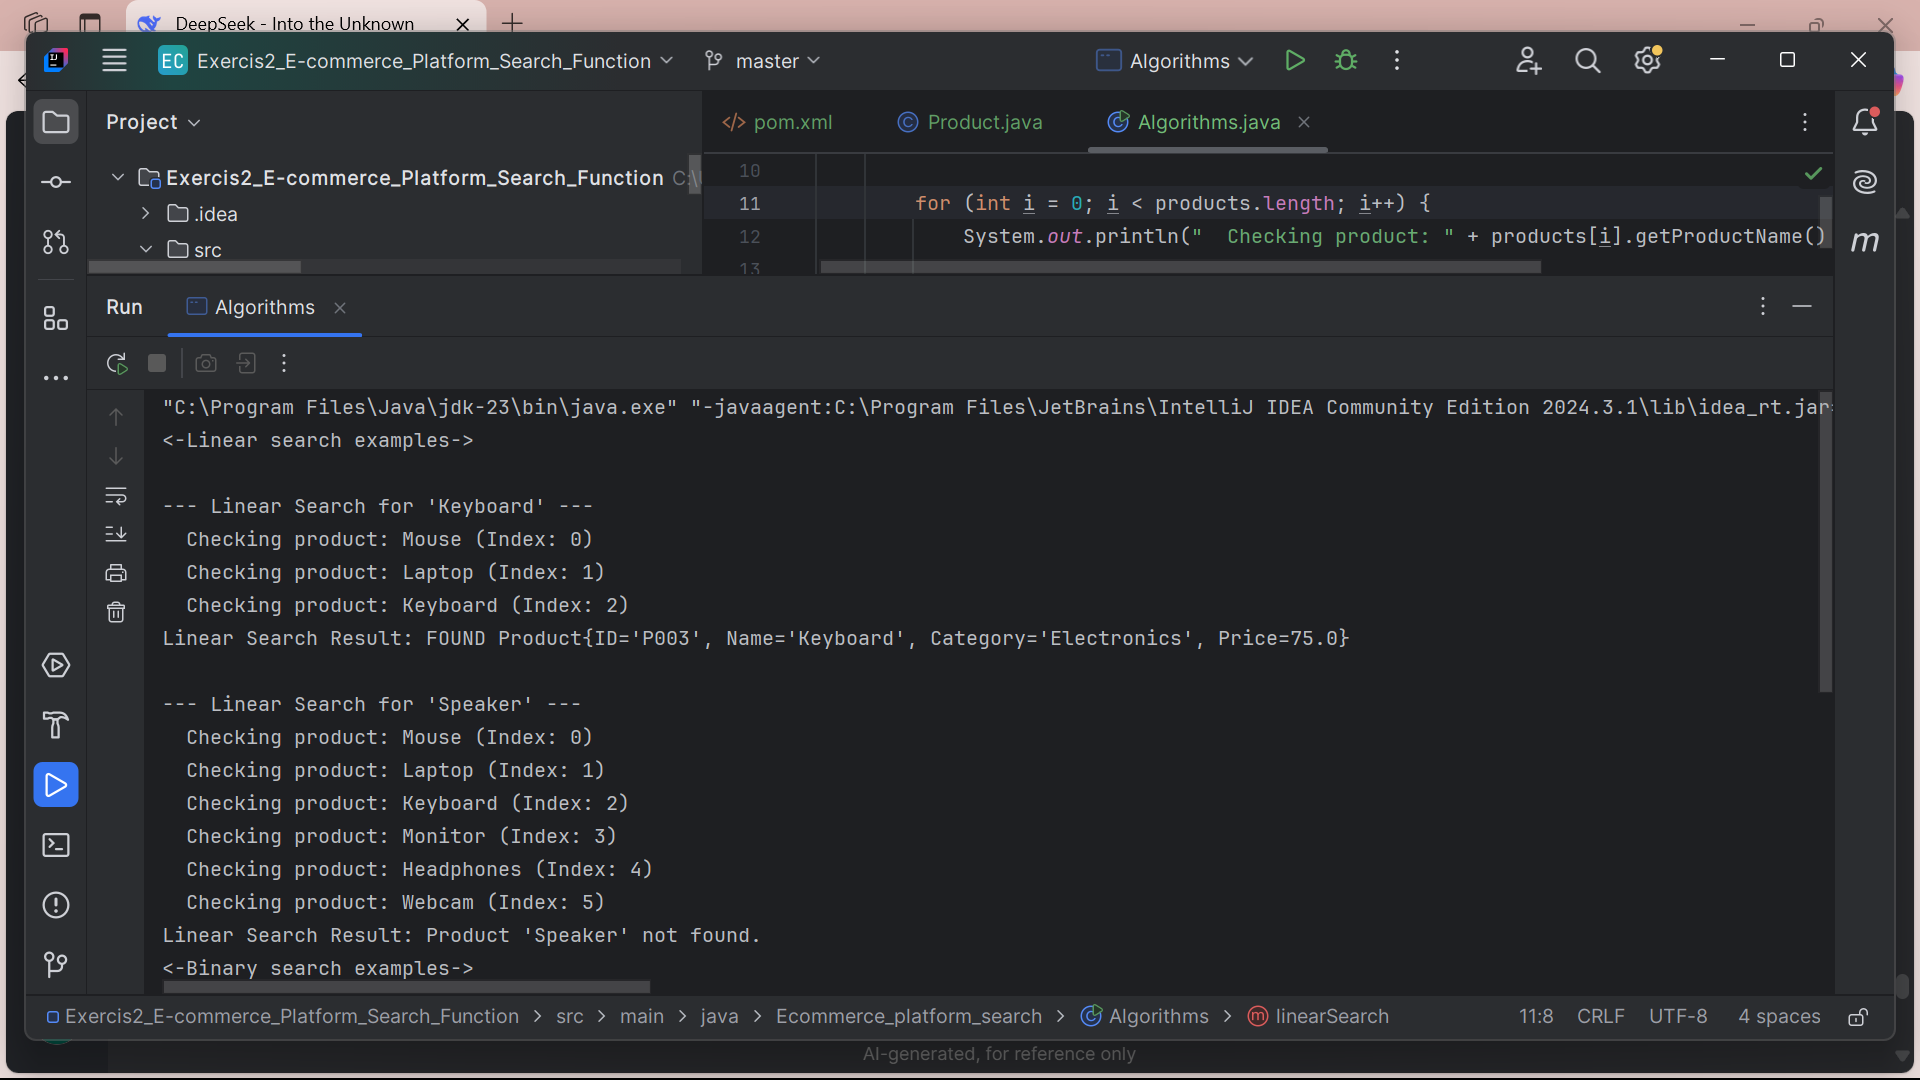 DeepSeek - Into the Unknown
EC Exercis2_E-commerce_Platform_Search_Function
master
Algorithms
Project
pom.xml
Product.java
Algorithms.java
Exercis2_E-commerce_Platform_Search_Function C:\
.idea
src
10
11 for (int i = 0; i < products.length; i++) {
12 System.out.println("  Checking product: " + products[i].getProductName()
13
Run
Algorithms
"C:\Program Files\Java\jdk-23\bin\java.exe" "-javaagent:C:\Program Files\JetBrains\IntelliJ IDEA Community Edition 2024.3.1\lib\idea_rt.jar=
<-Linear search examples->
--- Linear Search for 'Keyboard' ---
  Checking product: Mouse (Index: 0)
  Checking product: Laptop (Index: 1)
  Checking product: Keyboard (Index: 2)
Linear Search Result: FOUND Product{ID='P003', Name='Keyboard', Category='Electronics', Price=75.0}
--- Linear Search for 'Speaker' ---
  Checking product: Mouse (Index: 0)
  Checking product: Laptop (Index: 1)
  Checking product: Keyboard (Index: 2)
  Checking product: Monitor (Index: 3)
  Checking product: Headphones (Index: 4)
  Checking product: Webcam (Index: 5)
Linear Search Result: Product 'Speaker' not found.
<-Binary search examples->
Exercis2_E-commerce_Platform_Search_Function > src > main > java > Ecommerce_platform_search > Algorithms > linearSearch
11:8 CRLF UTF-8 4 spaces
AI-generated, for reference only